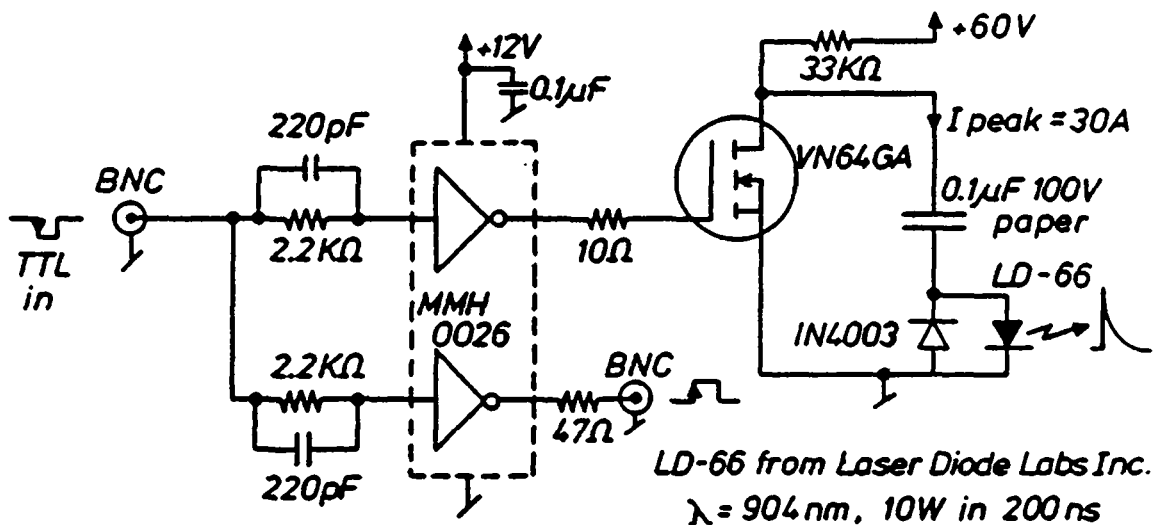 +12V
0.1µF
+60V
33KΩ
220pF
I peak = 30A
BNC
VN64GA
0.1µF 100V
paper
2.2KΩ
10Ω
TTL
in
LD-66
MMH
0026
IN4003
2.2KΩ
BNC
47Ω
220pF
LD-66 from Laser Diode Labs Inc.
λ = 904nm, 10W in 200ns